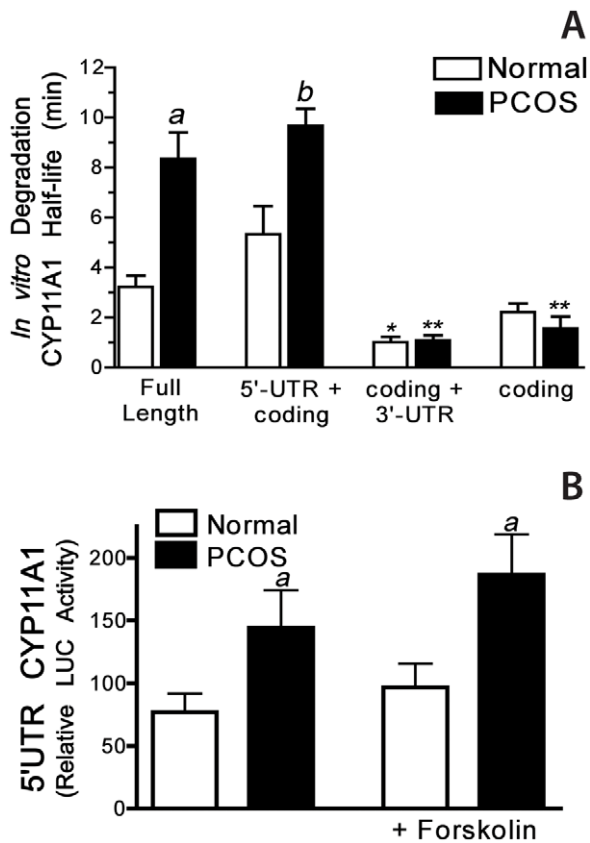 A
Normal
PCOS
In vitro Degradation
CYP11A1 Half-life (min)
12
10
8
6
4
2
0
a
b
*
**
**
Full
Length
5'-UTR +
coding
coding +
3'-UTR
coding
B
Normal
PCOS
5'UTR CYP11A1
(Relative LUC Activity)
200
150
100
50
0
a
a
+ Forskolin